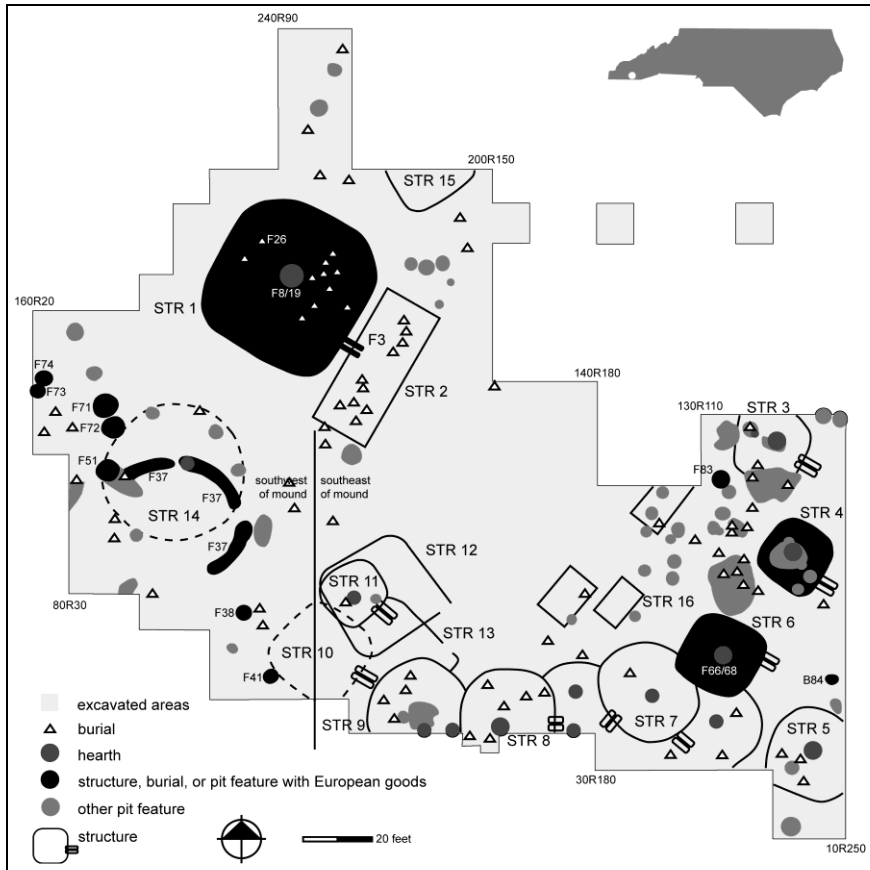 240R90
200R150
STR 15
F26
F8/19
STR 1
160R20
F3
STR 2
F74
F73
140R180
F71
130R110
STR 3
F72
F51
F37
southwest
of mound
southeast
of mound
F83
F37
STR 14
STR 4
F37
STR 12
STR 11
STR 16
80R30
F38
STR 13
STR 6
STR 10
F66/68
F41
B84
STR 9
STR 7
STR 5
STR 8
30R180
10R250
excavated areas
burial
hearth
structure, burial, or pit feature with European goods
other pit feature
structure
20 feet